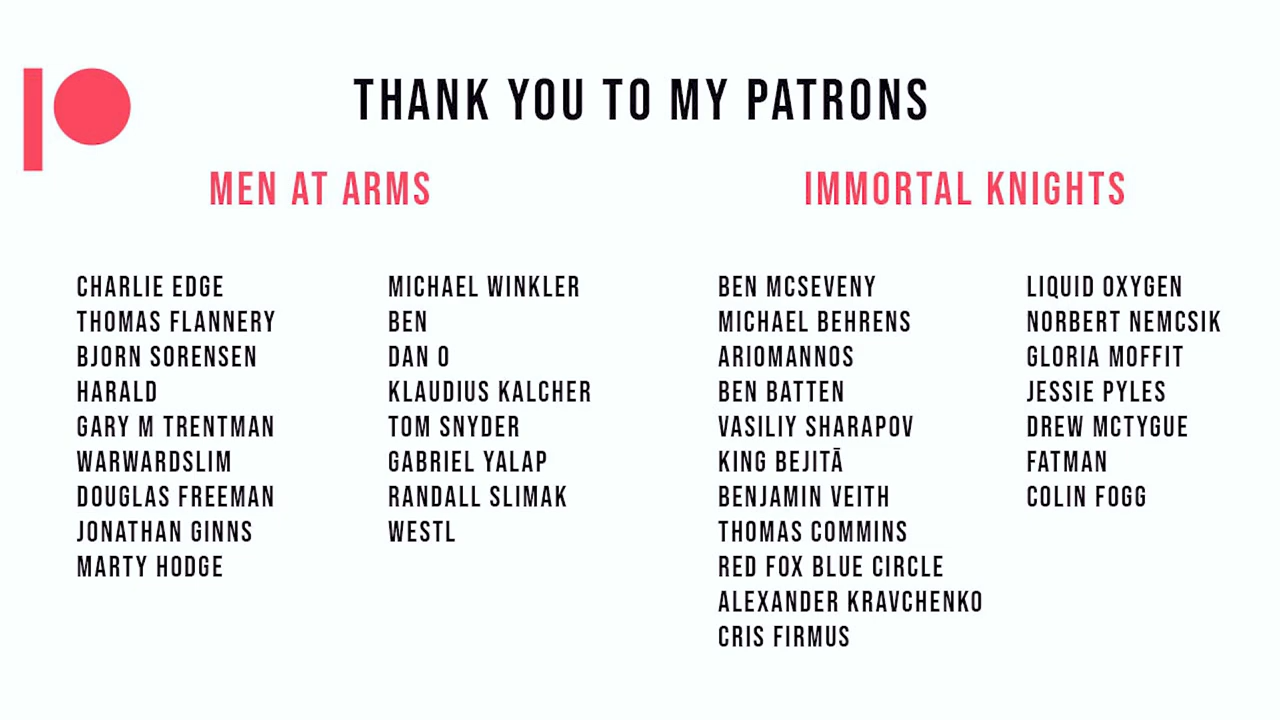 THANK YOU TO MY PATRONS
MEN AT ARMS
CHARLIE EDGE
THOMAS FLANNERY
BJORN SORENSEN
HARALD
GARY M TRENTMAN
WARWARDSLIM
DOUGLAS FREEMAN
JONATHAN GINNS
MARTY HODGE
MICHAEL WINKLER
BEN
DAN O
KLAUDIUS KALCHER
TOM SNYDER
GABRIEL YALAP
RANDALL SLIMAK
WESTL
IMMORTAL KNIGHTS
BEN MCSEVENY
MICHAEL BEHRENS
ARIOMANNOS
BEN BATTEN
VASILIY SHARAPOV
KING BEJITĀ
BENJAMIN VEITH
THOMAS COMMINS
RED FOX BLUE CIRCLE
ALEXANDER KRAVCHENKO
CRIS FIRMUS
LIQUID OXYGEN
NORBERT NEMCSIK
GLORIA MOFFIT
JESSIE PYLES
DREW MCTYGUE
FATMAN
COLIN FOGG